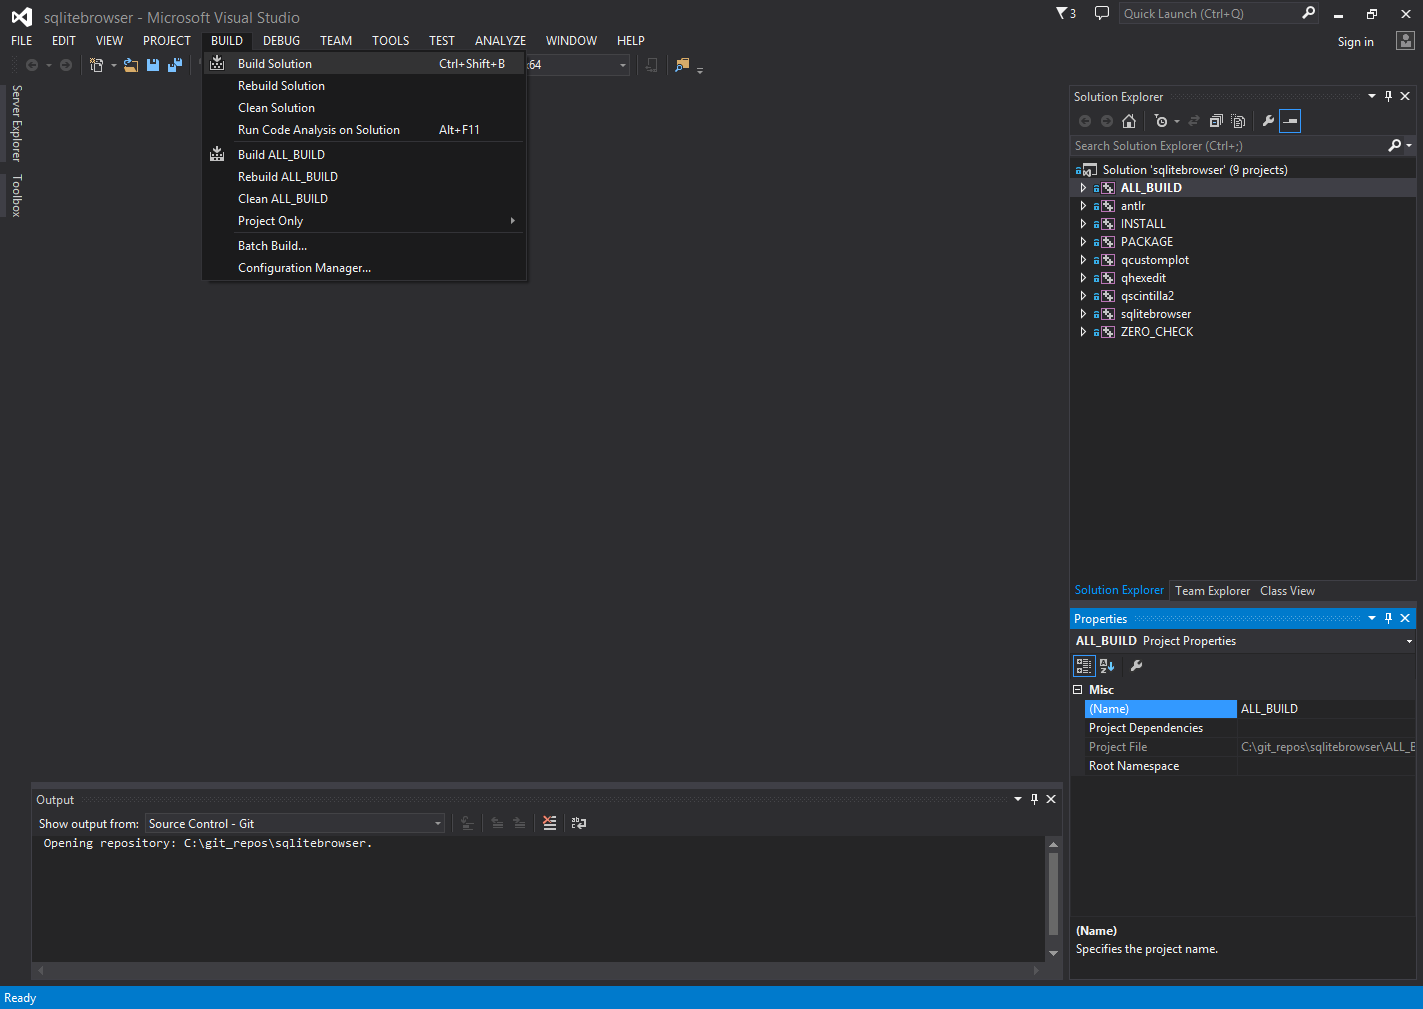 sqlitebrowser - Microsoft Visual Studio
3
Quick Launch (Ctrl+Q)
FILE EDIT VIEW PROJECT BUILD DEBUG TEAM TOOLS TEST ANALYZE WINDOW HELP
Sign in
Build Solution Ctrl+Shift+B
Rebuild Solution
Clean Solution
Run Code Analysis on Solution Alt+F11
Build ALL_BUILD
Rebuild ALL_BUILD
Clean ALL_BUILD
Project Only
Batch Build...
Configuration Manager...
64
Server Explorer
Toolbox
Solution Explorer
Search Solution Explorer (Ctrl+;)
Solution 'sqlitebrowser' (9 projects)
ALL_BUILD
antlr
INSTALL
PACKAGE
qcustomplot
qhexedit
qscintilla2
sqlitebrowser
ZERO_CHECK
Solution Explorer Team Explorer Class View
Properties
ALL_BUILD Project Properties
Misc
(Name) ALL_BUILD
Project Dependencies
Project File C:\git_repos\sqlitebrowser\ALL_B
Root Namespace
(Name)
Specifies the project name.
Output
Show output from: Source Control - Git
Opening repository: C:\git_repos\sqlitebrowser.
Ready